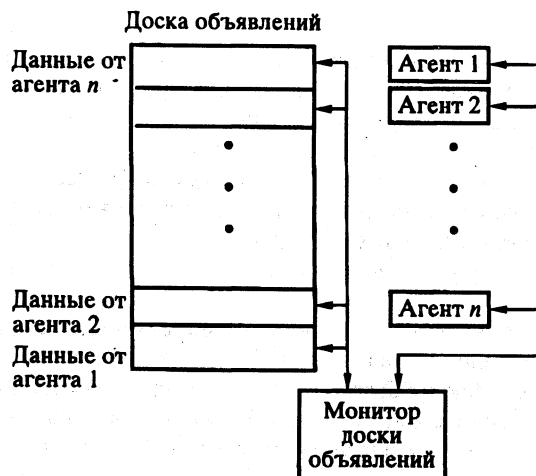 Доска объявлений
Данные от
агента n
Агент 1
Агент 2
Данные от
агента 2
Агент n
Данные от
агента 1
Монитор
доски
объявлений